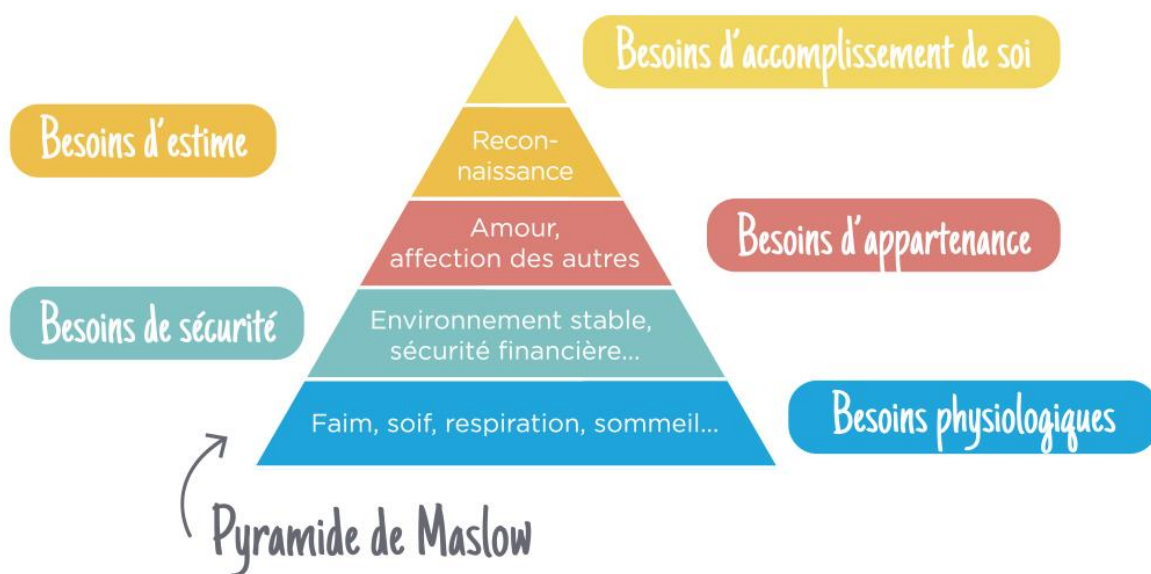 Besoins d'accomplissement de soi
Besoins d'estime
Recon-
naissance
Amour,
affection des autres
Besoins d'appartenance
Besoins de sécurité
Environnement stable,
sécurité financière...
Faim, soif, respiration, sommeil...
Besoins physiologiques
Pyramide de Maslow